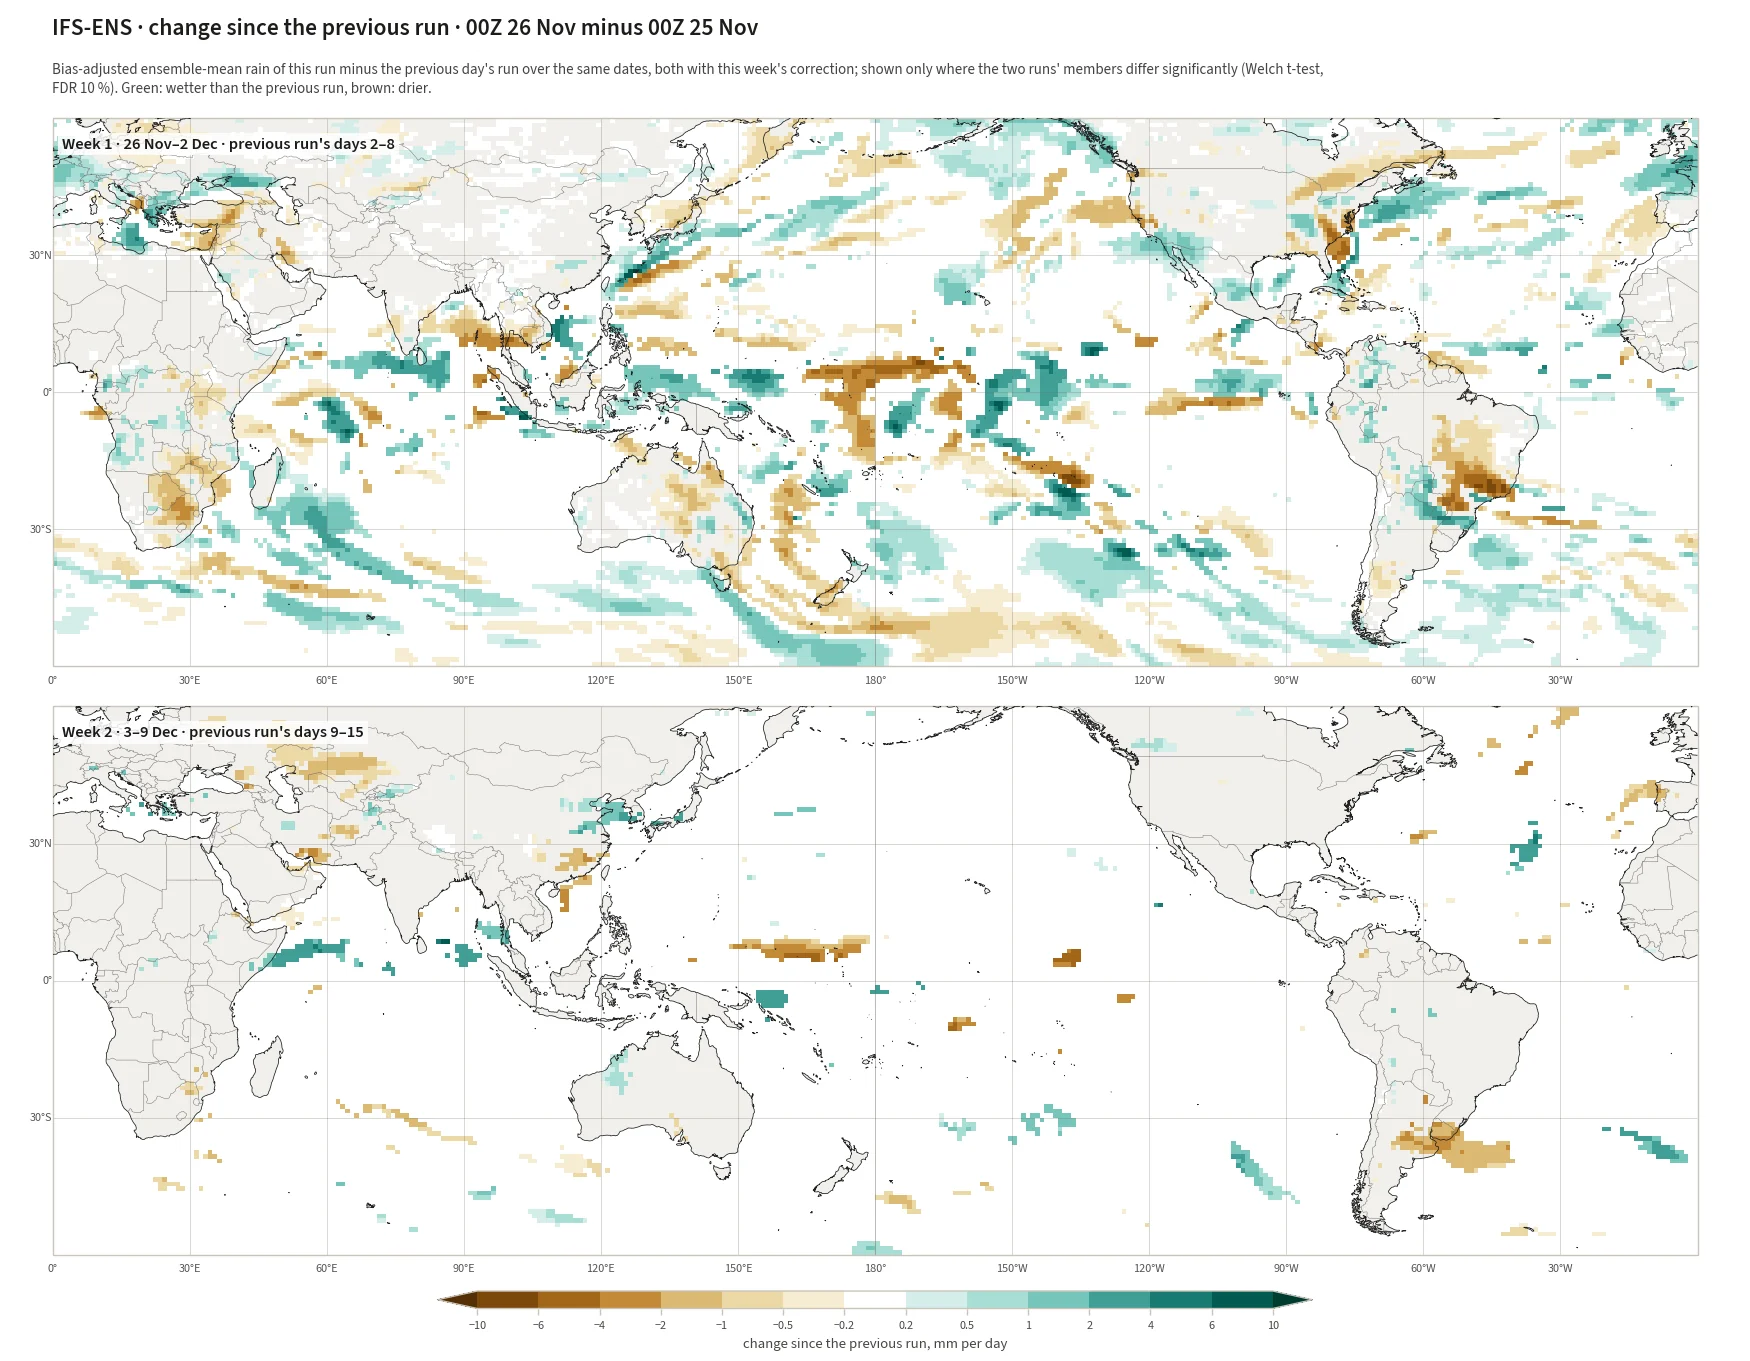 IFS-ENS · change since the previous run · 00Z 26 Nov minus 00Z 25 Nov
Bias-adjusted ensemble-mean rain of this run minus the previous day's run over the same dates, both with this week's correction; shown only where the two runs' members differ significantly (Welch t-test,
FDR 10 %). Green: wetter than the previous run, brown: drier.
Week 1 · 26 Nov–2 Dec · previous run's days 2–8
30°N
0°
30°S
0° 30°E 60°E 90°E 120°E 150°E 180° 150°W 120°W 90°W 60°W 30°W
Week 2 · 3–9 Dec · previous run's days 9–15
30°N
0°
30°S
0° 30°E 60°E 90°E 120°E 150°E 180° 150°W 120°W 90°W 60°W 30°W
−10 −6 −4 −2 −1 −0.5 −0.2 0.2 0.5 1 2 4 6 10
change since the previous run, mm per day